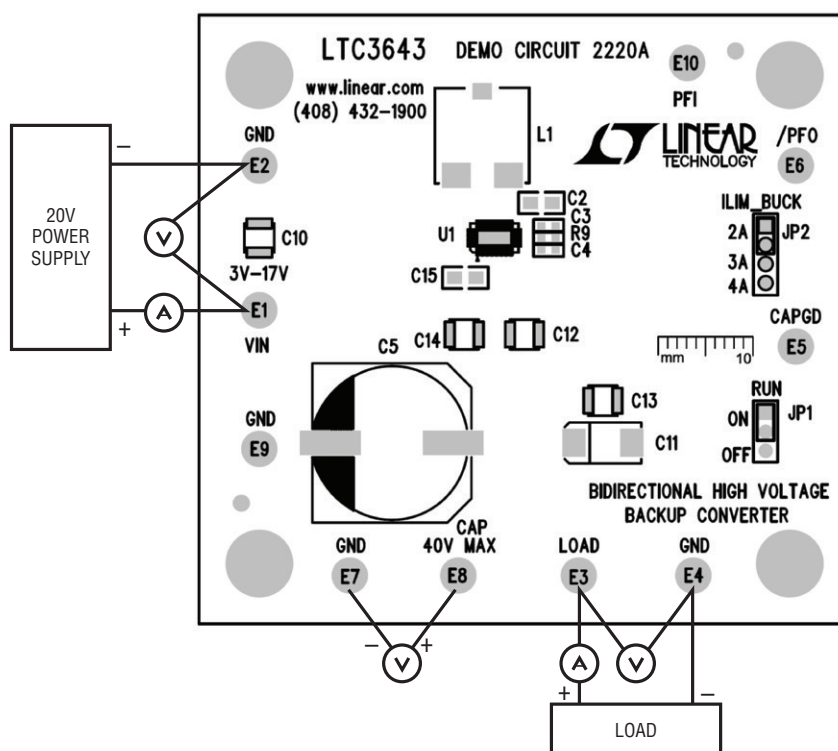 LTC3643 DEMO CIRCUIT 2220A
www.linear.com
(408) 432-1900
E10
PFI
L1
LINEAR
TECHNOLOGY
/PFO
E6
GND
E2
–
20V
POWER
SUPPLY
V
C10
3V-17V
+
A
E1
VIN
C2
C3
R9
C4
U1
C15
ILIM_BUCK
2A
JP2
3A
4A
CAPGD
E5
mm 10
C14
C12
C5
RUN
ON
JP1
OFF
C13
C11
GND
E9
BIDIRECTIONAL HIGH VOLTAGE
BACKUP CONVERTER
GND
E7
CAP
40V MAX
E8
LOAD
E3
GND
E4
– V +
A V
+ –
LOAD